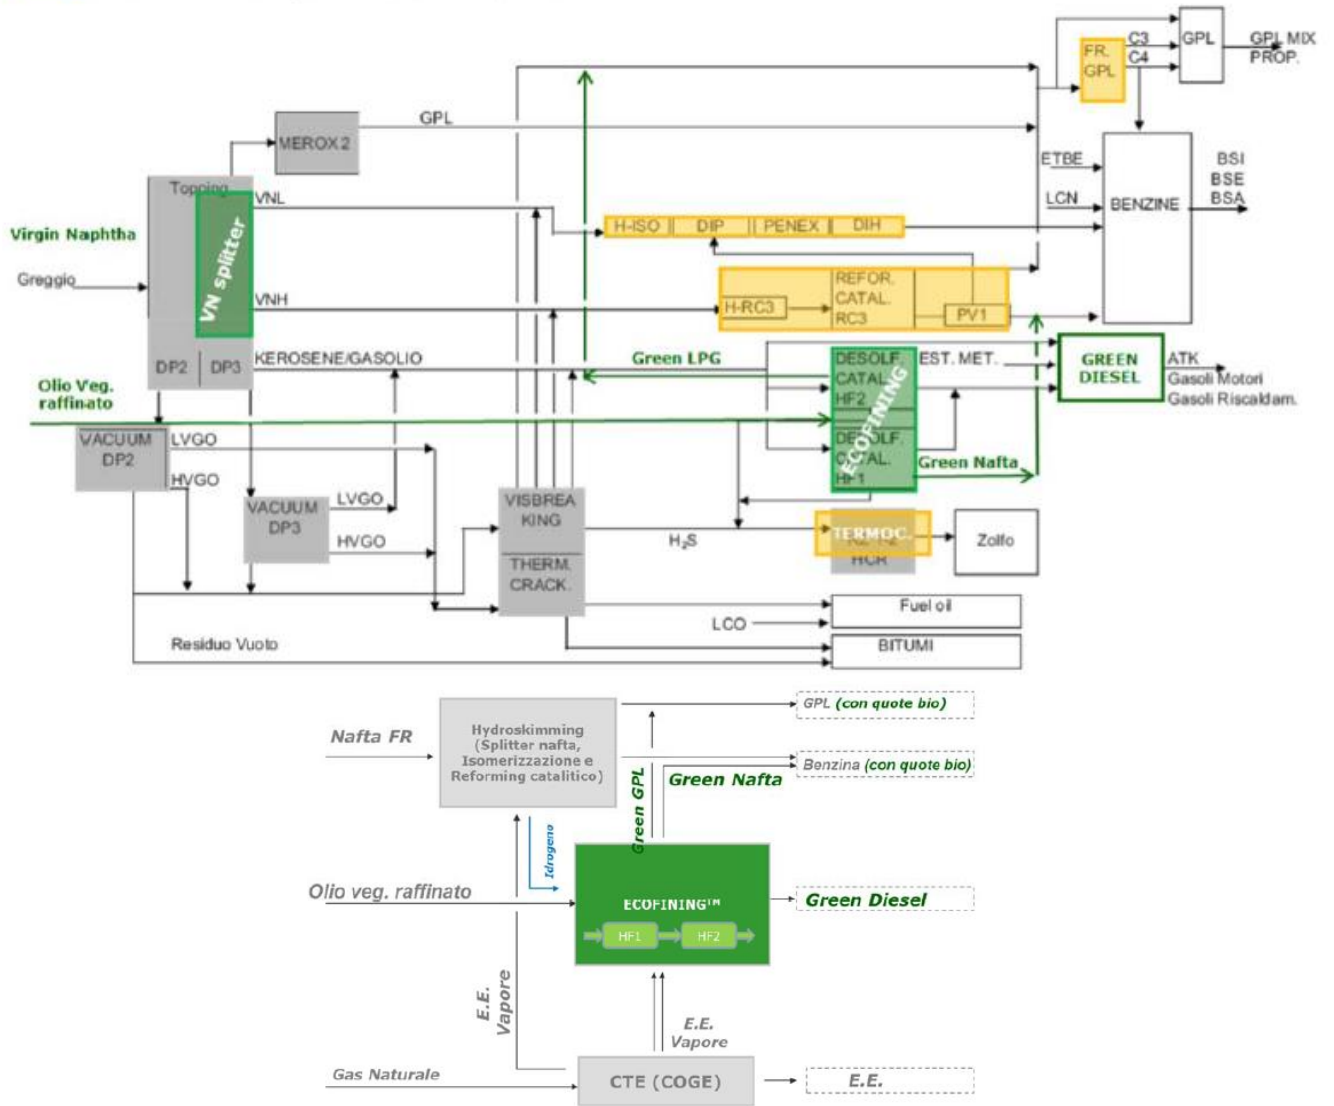 FR.
GPL
C3
C4
GPL
GPL MIX
PROP.
MEROX 2
GPL
Topping
VN splitter
VNL
Virgin Naphtha
Greggio
VNH
H-ISO
DIP
PENEX
DIH
ETBE
LCN
BENZINE
BSI
BSE
BSA
H-RC3
REFOR.
CATAL.
RC3
PV1
DP2
DP3
KEROSENE/GASOLIO
Green LPG
DESOLF.
CATAL.
HF2
ECOFINING
EST. MET.
GREEN
DIESEL
ATK
Gasoli Motori
Gasoli Riscaldam.
Olio Veg.
raffinato
VACUUM
DP2
LVGO
HVGO
DESOLF.
CATAL.
HF1
Green Nafta
VACUUM
DP3
LVGO
HVGO
VISBREA
KING
THERM.
CRACK.
H2S
TERMOC.
HCR
Zolfo
Fuel oil
LCO
BITUMI
Residuo Vuoto
Nafta FR
Hydroskimming
(Splitter nafta,
Isomerizzazione e
Reforming catalitico)
GPL (con quote bio)
Benzina (con quote bio)
Green GPL
Green Nafta
Idrogeno
Olio veg. raffinato
ECOFINING™
HF1
HF2
Green Diesel
E.E.
Vapore
E.E.
Vapore
Gas Naturale
CTE (COGE)
E.E.